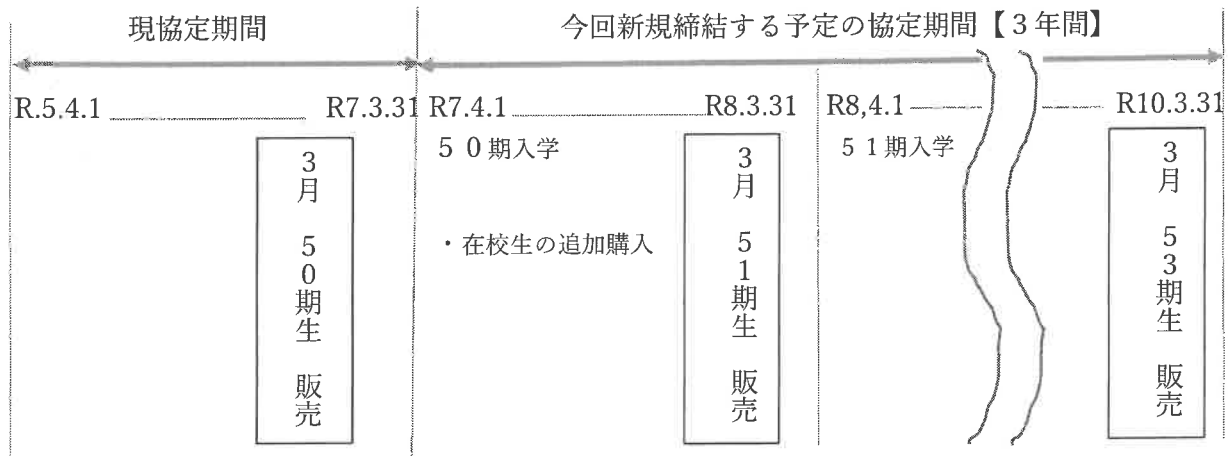 現協定期間
今回新規締結する予定の協定期間【３年間】
R.5.4.1
R7.3.31
R7.4.1
R8.3.31
R8,4.1
R10.3.31
５０期入学
５１期入学
・在校生の追加購入
３月　５０期生　販売
３月　５１期生　販売
３月　５３期生　販売